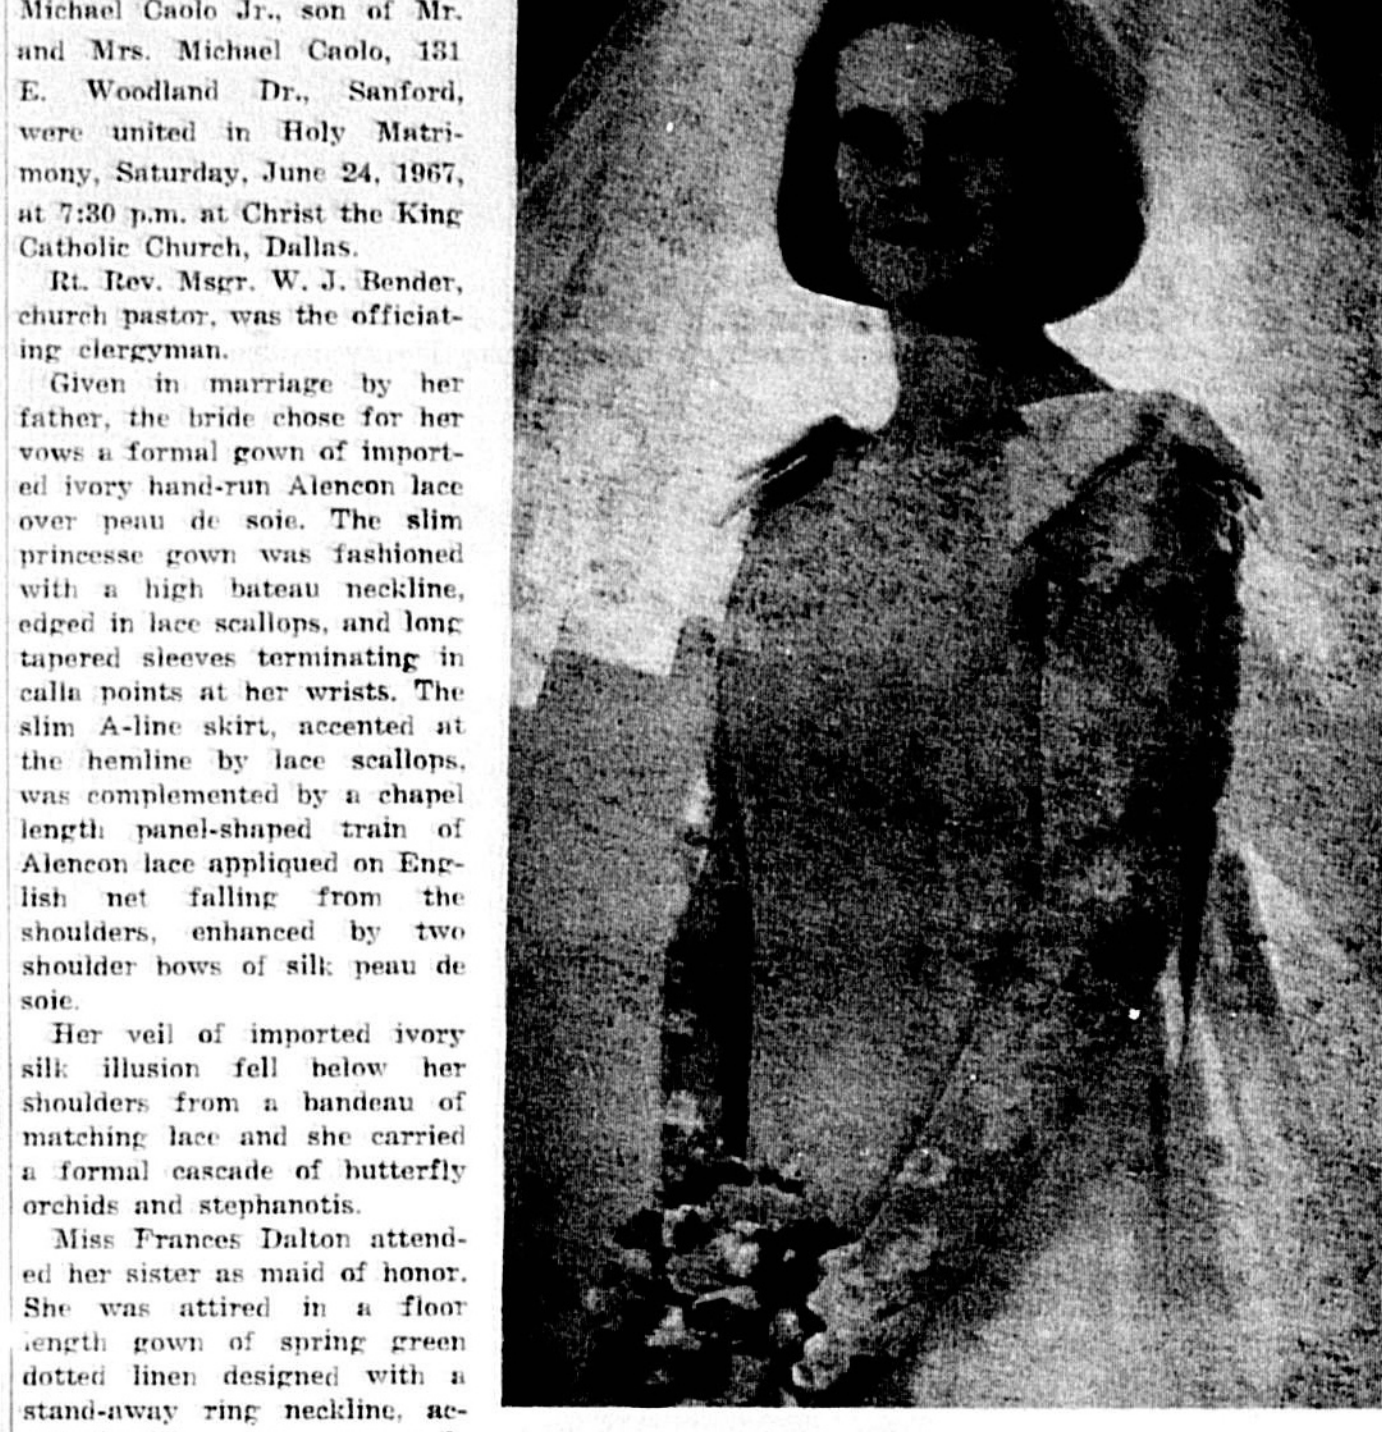 Michael Caolo Jr., son of Mr.
and Mrs. Michael Caolo, 131
E. Woodland Dr., Sanford,
were united in Holy Matri-
mony, Saturday, June 24, 1967,
at 7:30 p.m. at Christ the King
Catholic Church, Dallas.
Rt. Rev. Msgr. W. J. Bender,
church pastor, was the officiat-
ing clergyman.
Given in marriage by her
father, the bride chose for her
vows a formal gown of import-
ed ivory hand-run Alencon lace
over peau de soie. The slim
princesse gown was fashioned
with a high bateau neckline,
edged in lace scallops, and long
tapered sleeves terminating in
calla points at her wrists. The
slim A-line skirt, accented at
the hemline by lace scallops,
was complemented by a chapel
length panel-shaped train of
Alencon lace appliqued on Eng-
lish net falling from the
shoulders, enhanced by two
shoulder bows of silk peau de
soie.
Her veil of imported ivory
silk illusion fell below her
shoulders from a bandeau of
matching lace and she carried
a formal cascade of butterfly
orchids and stephanotis.
Miss Frances Dalton attend-
ed her sister as maid of honor.
She was attired in a floor
length gown of spring green
dotted linen designed with a
stand-away ring neckline, ac-